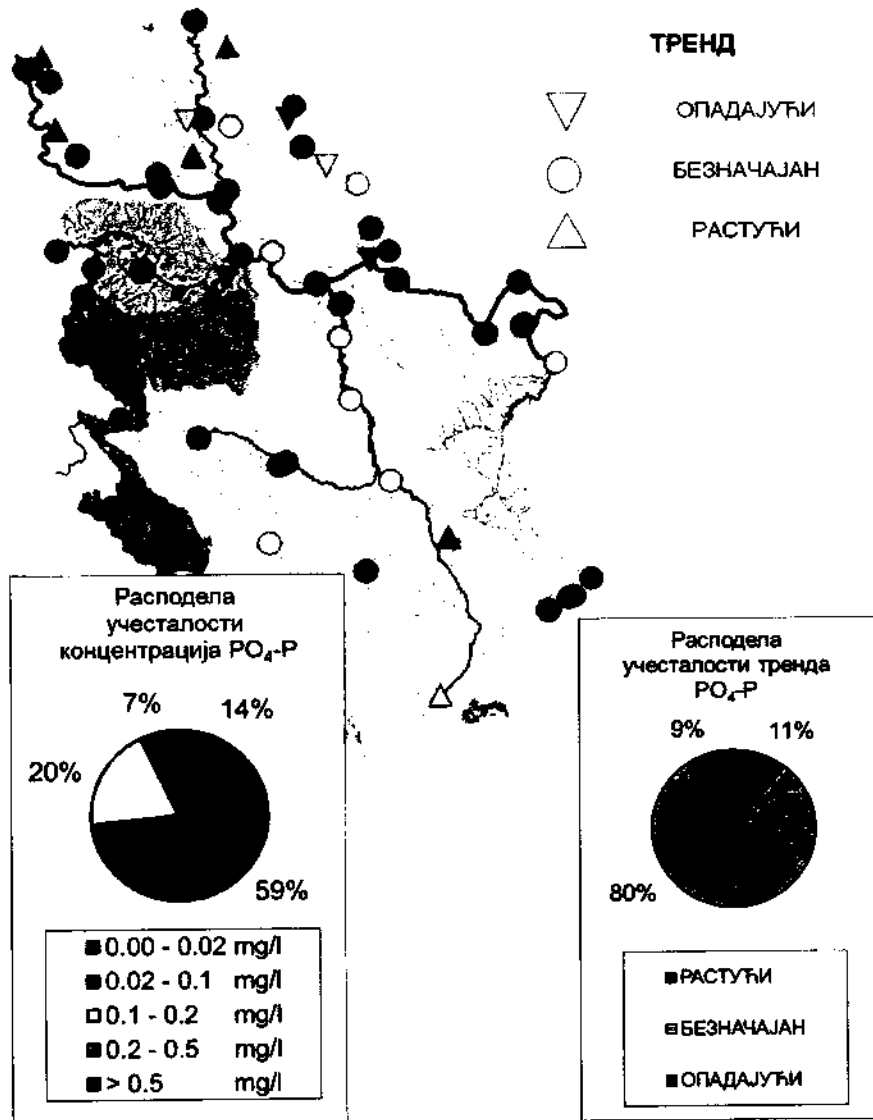 ТРЕНД
ОПАДАЈУЋИ
БЕЗНАЧАЈАН
РАСТУЋИ
Расподела
учесталости
концентрација PO₄-P
7%
14%
20%
59%
0.00 - 0.02 mg/l
0.02 - 0.1 mg/l
0.1 - 0.2 mg/l
0.2 - 0.5 mg/l
> 0.5 mg/l
Расподела
учесталости тренда
PO₄-P
9%
11%
80%
РАСТУЋИ
БЕЗНАЧАЈАН
ОПАДАЈУЋИ